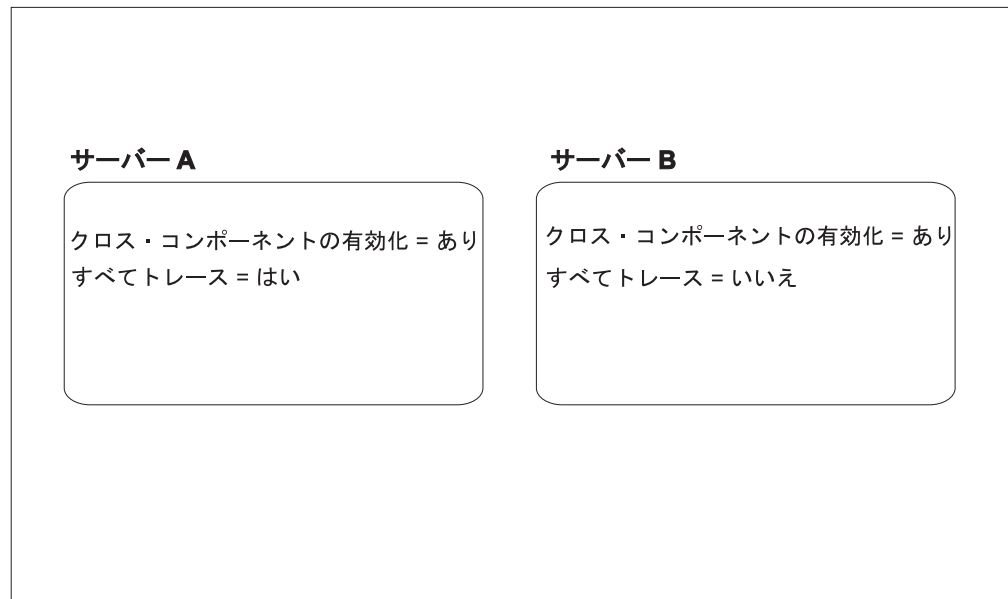 サーバー A
クロス・コンポーネントの有効化 = あり
すべてトレース = はい
サーバー B
クロス・コンポーネントの有効化 = あり
すべてトレース = いいえ